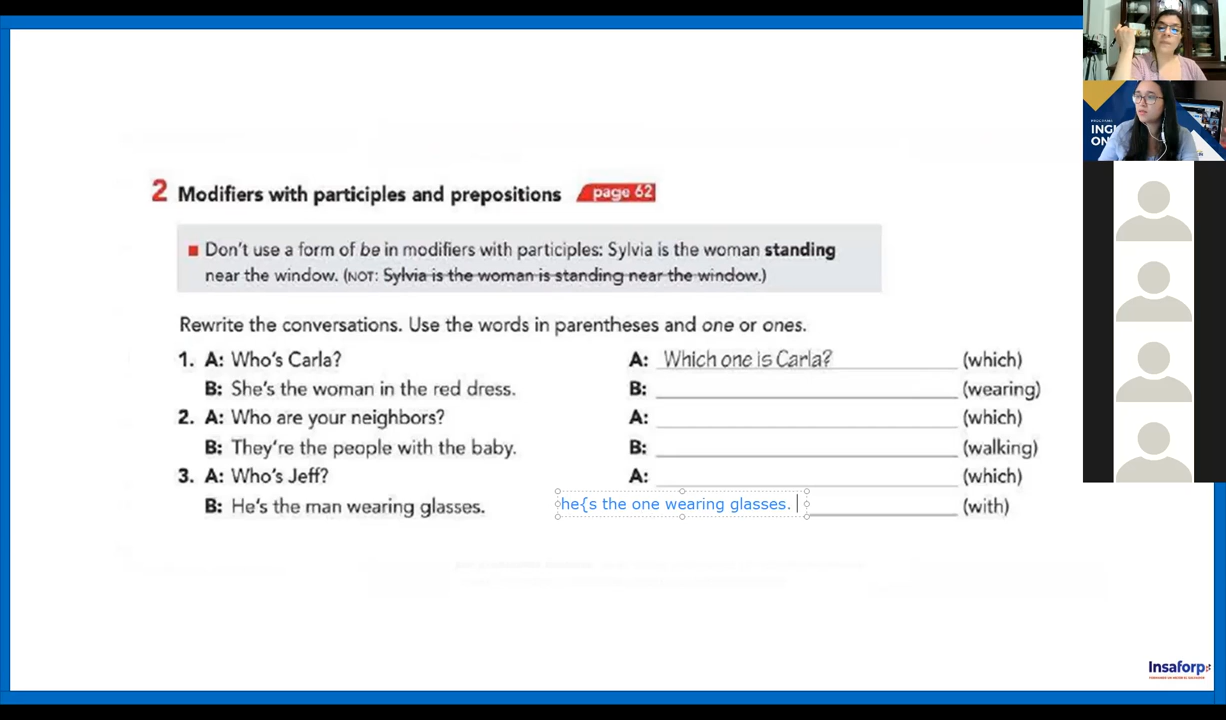 2 Modifiers with participles and prepositions page 62
■ Don't use a form of be in modifiers with participles: Sylvia is the woman standing
near the window. (NOT: Sylvia is the woman is standing near the window.)
Rewrite the conversations. Use the words in parentheses and one or ones.
1. A: Who's Carla? A: Which one is Carla? (which)
B: She's the woman in the red dress. B: (wearing)
2. A: Who are your neighbors? A: (which)
B: They're the people with the baby. B: (walking)
3. A: Who's Jeff? A: (which)
B: He's the man wearing glasses. he{s the one wearing glasses. (with)
INGL
ON
Insaforp